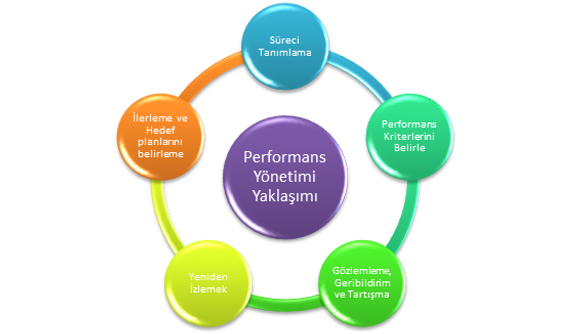 Süreci
Tanımlama
Performans
Kriterlerini
Belirle
Gözlemleme,
Geribildirim
ve Tartışma
Yeniden
İzlemek
İlerleme ve
Hedef
planlarını
belirleme
Performans
Yönetimi
Yaklaşımı